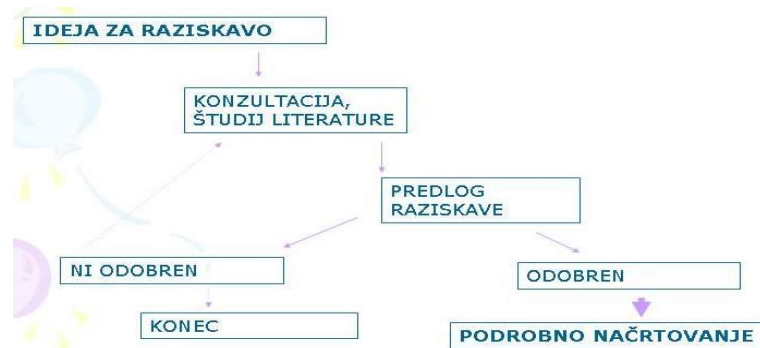 IDEJA ZA RAZISKAVO
KONZULTACIJA,
ŠTUDIJ LITERATURE
PREDLOG
RAZISKAVE
NI ODOBREN
ODOBREN
KONEC
PODROBNO NAČRTOVANJE